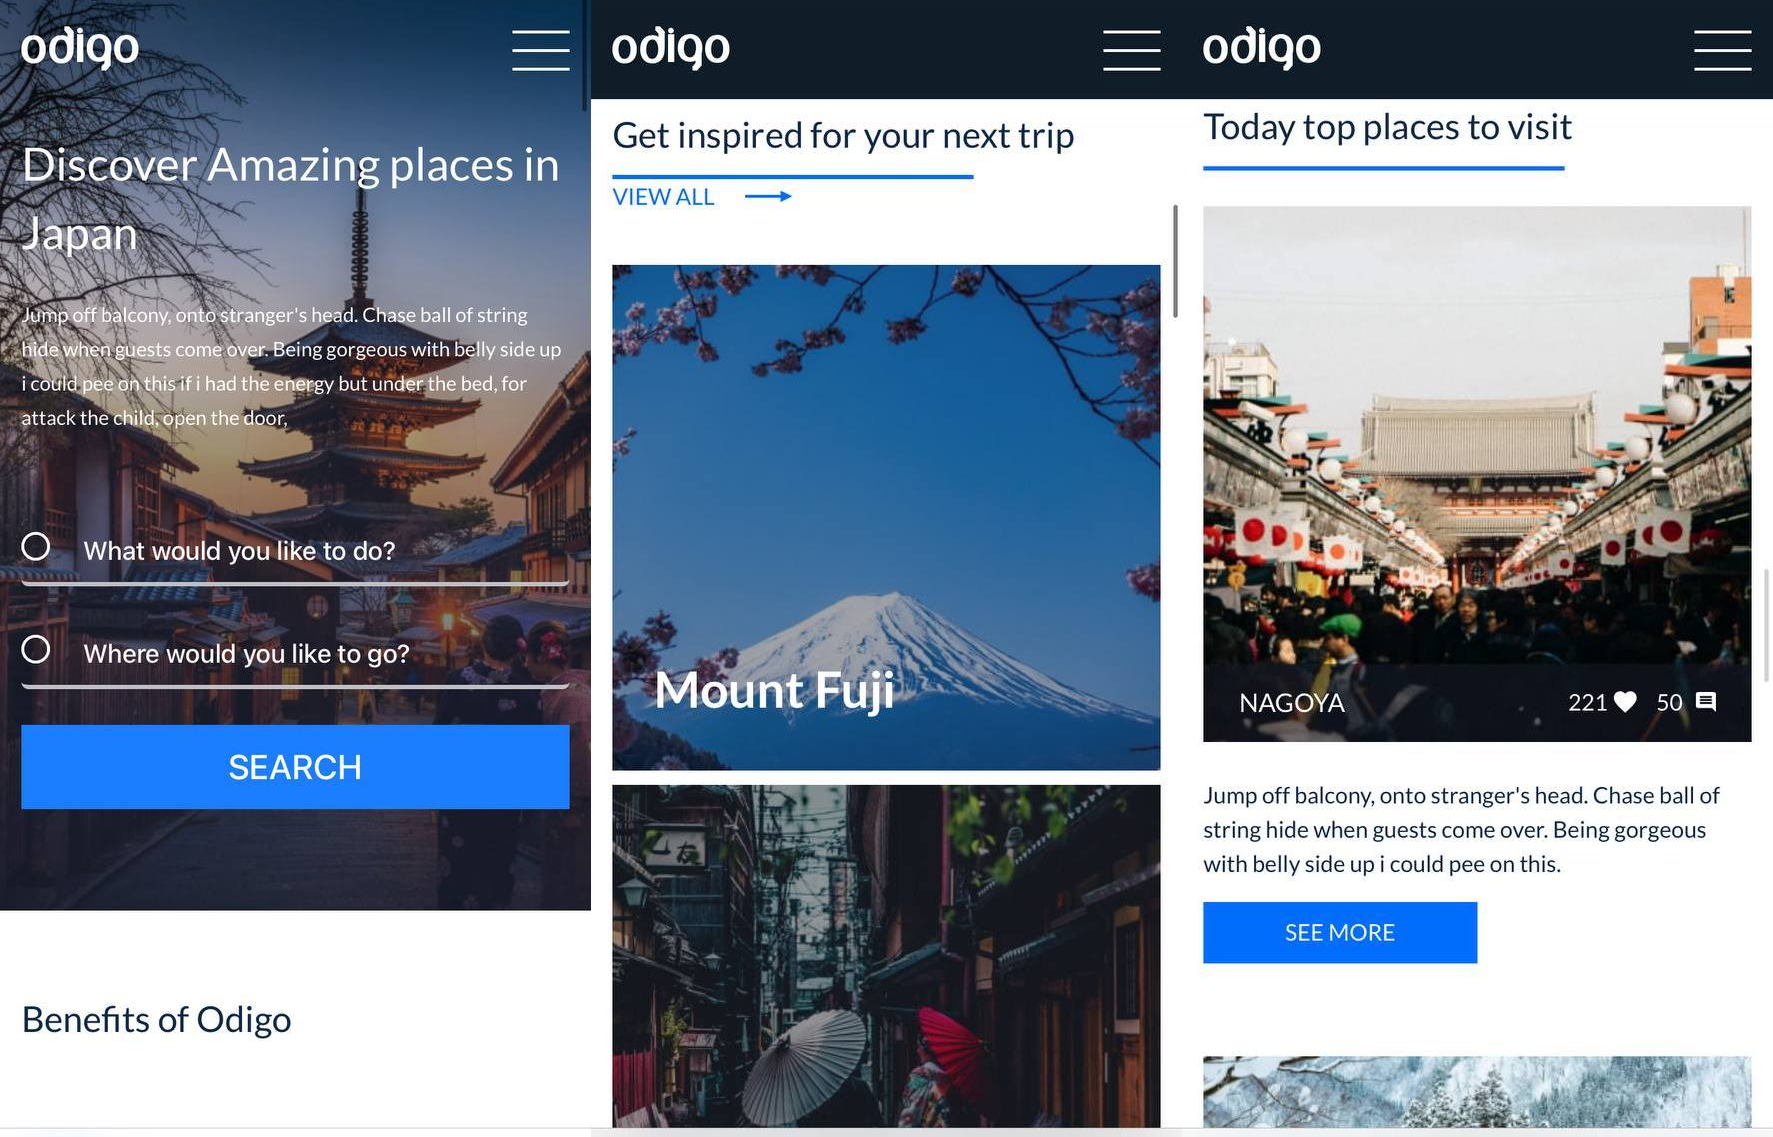 odigo
Discover Amazing places in
Japan
Jump off balcony, onto stranger's head. Chase ball of string
hide when guests come over. Being gorgeous with belly side up
i could pee on this if i had the energy but under the bed, for
attack the child, open the door,
What would you like to do?
Where would you like to go?
SEARCH
Benefits of Odigo
odigo
Get inspired for your next trip
VIEW ALL
Mount Fuji
odigo
Today top places to visit
NAGOYA 221 50
Jump off balcony, onto stranger's head. Chase ball of
string hide when guests come over. Being gorgeous
with belly side up i could pee on this.
SEE MORE